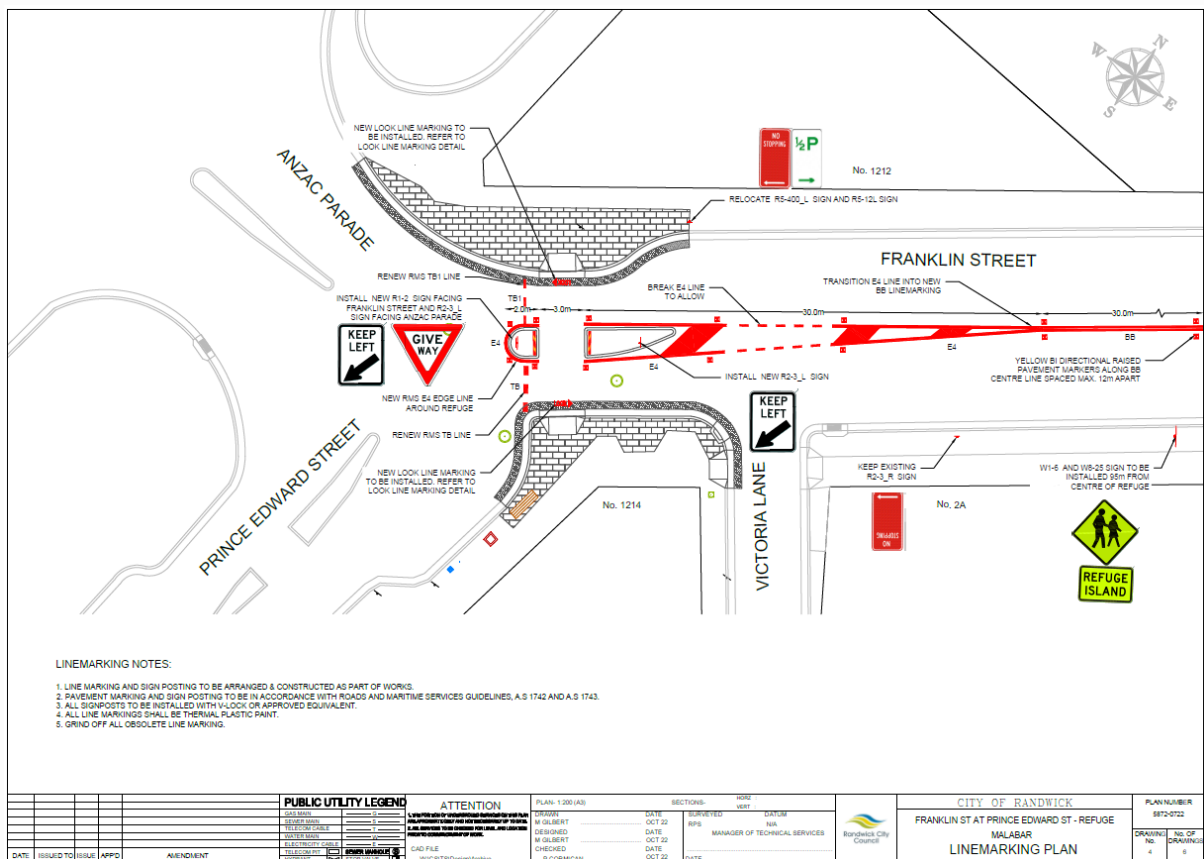 W
N
S
E
NEW LOOK LINE MARKING TO
BE INSTALLED. REFER TO
LOOK LINE MARKING DETAIL
ANZAC PARADE
NO
STOPPING
½P
No. 1212
RELOCATE R5-400_L SIGN AND R5-12L SIGN
FRANKLIN STREET
RENEW RMS TB1 LINE
BREAK E4 LINE
TO ALLOW
TRANSITION E4 LINE INTO NEW
BB LINEMARKING
INSTALL NEW R1-2 SIGN FACING
FRANKLIN STREET AND R2-3_L
SIGN FACING ANZAC PARADE
TB1
2.0m
3.0m
30.0m
30.0m
KEEP
LEFT
GIVE
WAY
E4
E4
E4
BB
INSTALL NEW R2-3_L SIGN
YELLOW BI DIRECTIONAL RAISED
PAVEMENT MARKERS ALONG BB
CENTRE LINE SPACED MAX. 12m APART
TB
NEW RMS E4 EDGE LINE
AROUND REFUGE
KEEP
LEFT
RENEW RMS TB LINE
PRINCE EDWARD STREET
NEW LOOK LINE MARKING
TO BE INSTALLED. REFER TO
LOOK LINE MARKING DETAIL
No. 1214
VICTORIA LANE
KEEP EXISTING
R2-3_R SIGN
W1-6 AND W8-25 SIGN TO BE
INSTALLED 95m FROM
CENTRE OF REFUGE
No. 2A
NO
STOPPING
REFUGE
ISLAND
LINEMARKING NOTES:
1. LINE MARKING AND SIGN POSTING TO BE ARRANGED & CONSTRUCTED AS PART OF WORKS.
2. PAVEMENT MARKING AND SIGN POSTING TO BE IN ACCORDANCE WITH ROADS AND MARITIME SERVICES GUIDELINES, A.S 1742 AND A.S 1743.
3. ALL SIGNPOSTS TO BE INSTALLED WITH V-LOCK OR APPROVED EQUIVALENT.
4. ALL LINE MARKINGS SHALL BE THERMAL PLASTIC PAINT.
5. GRIND OFF ALL OBSOLETE LINE MARKING.
DATE ISSUED TO ISSUE APP'D AMENDMENT
PUBLIC UTILITY LEGEND
GAS MAIN G
SEWER MAIN S
TELECOM CABLE T
WATER MAIN W
ELECTRICITY CABLE E
TELECOM PIT SEWER MANHOLE
ATTENTION
CAD FILE
PLAN- 1:200 (A3) SECTIONS- HORZ :
VERT :
DRAWN DATE
M GILBERT OCT 22
DESIGNED DATE
M GILBERT OCT 22
CHECKED DATE
OCT 22
SURVEYED DATUM
RPS N/A
MANAGER OF TECHNICAL SERVICES
DATE
Randwick City
Council
CITY OF RANDWICK
FRANKLIN ST AT PRINCE EDWARD ST - REFUGE
MALABAR
LINEMARKING PLAN
PLAN NUMBER
5872-0722
DRAWING No. OF
No. DRAWINGS
4 6